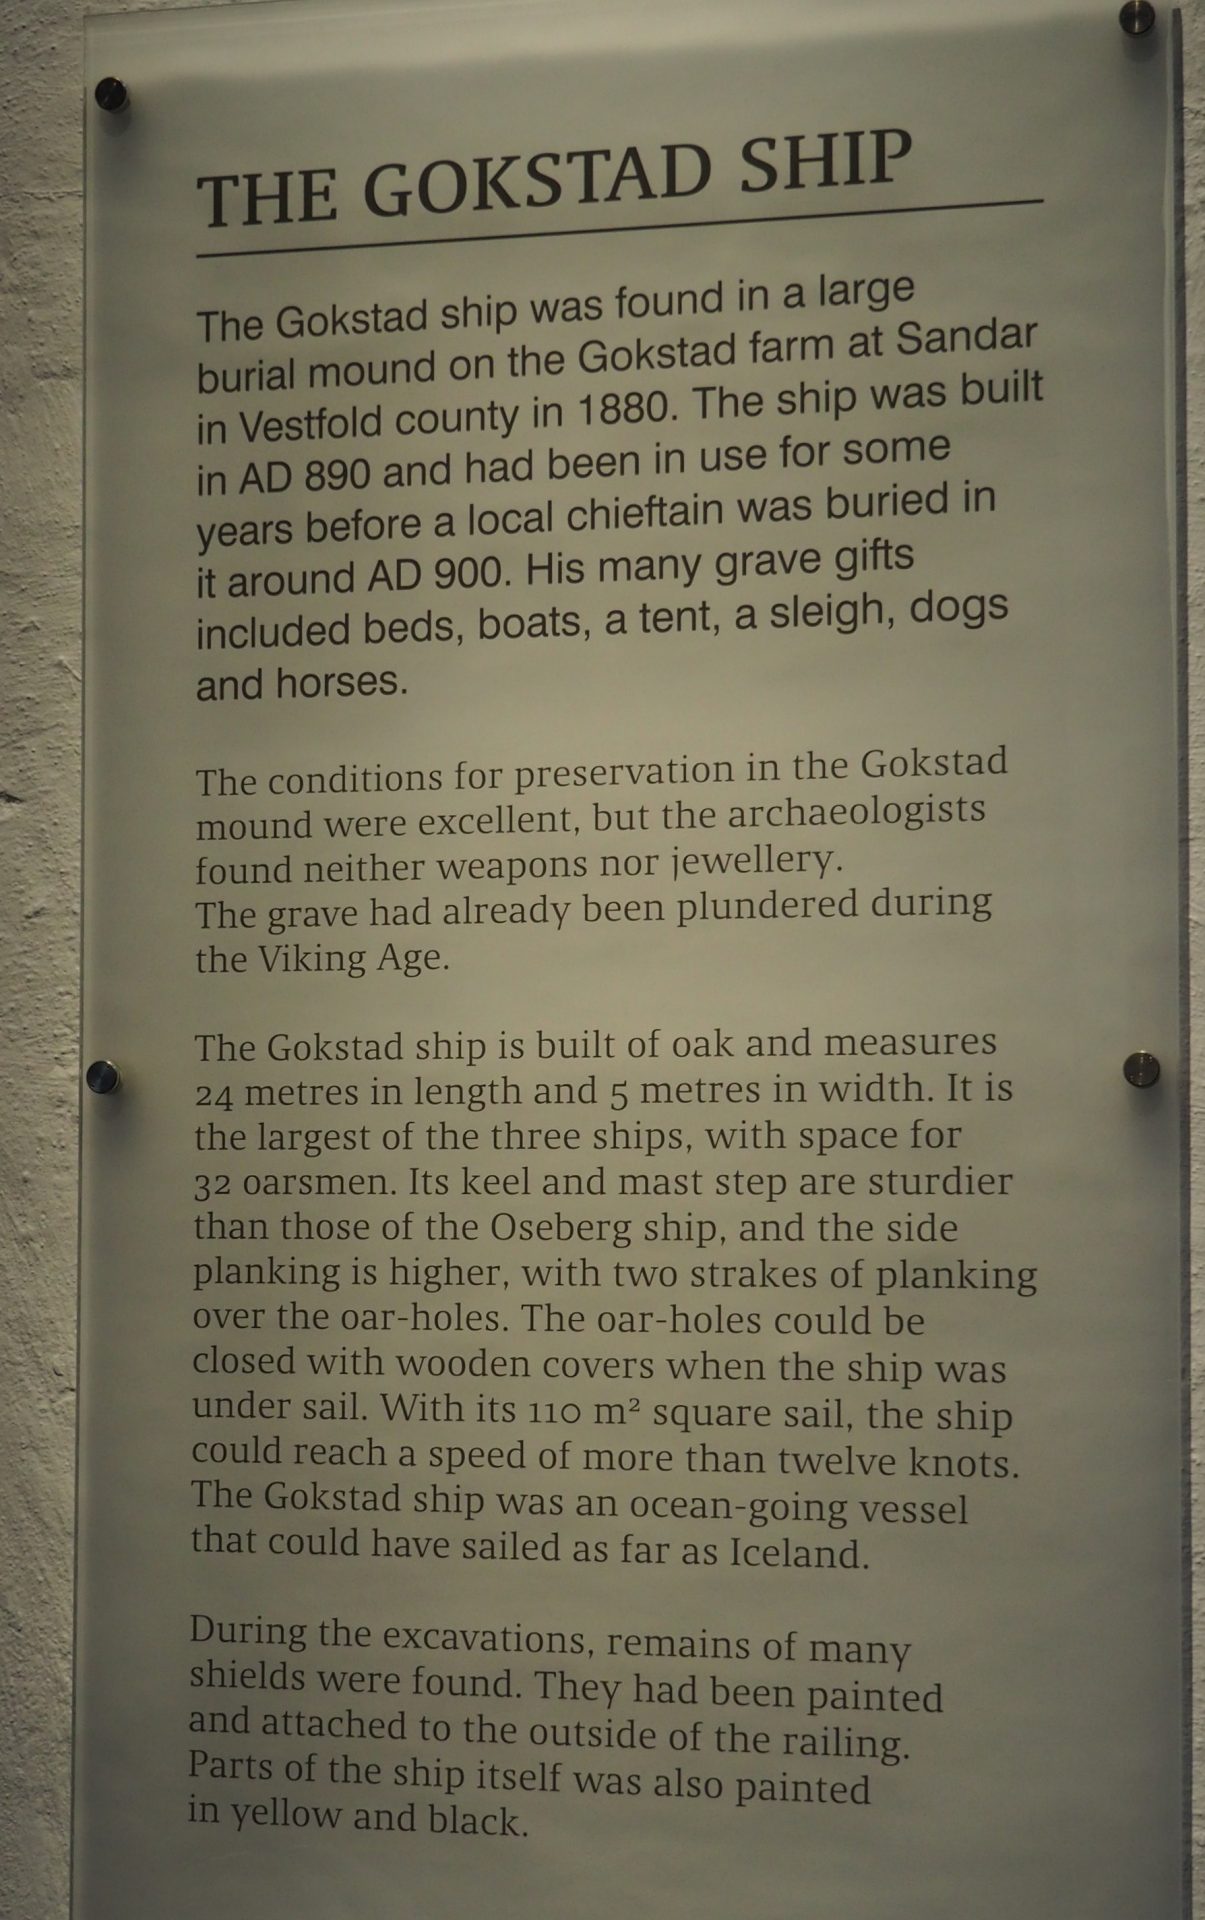 THE GOKSTAD SHIP
The Gokstad ship was found in a large
burial mound on the Gokstad farm at Sandar
in Vestfold county in 1880. The ship was built
in AD 890 and had been in use for some
years before a local chieftain was buried in
it around AD 900. His many grave gifts
included beds, boats, a tent, a sleigh, dogs
and horses.
The conditions for preservation in the Gokstad
mound were excellent, but the archaeologists
found neither weapons nor jewellery.
The grave had already been plundered during
the Viking Age.
The Gokstad ship is built of oak and measures
24 metres in length and 5 metres in width. It is
the largest of the three ships, with space for
32 oarsmen. Its keel and mast step are sturdier
than those of the Oseberg ship, and the side
planking is higher, with two strakes of planking
over the oar-holes. The oar-holes could be
closed with wooden covers when the ship was
under sail. With its 110 m² square sail, the ship
could reach a speed of more than twelve knots.
The Gokstad ship was an ocean-going vessel
that could have sailed as far as Iceland.
During the excavations, remains of many
shields were found. They had been painted
and attached to the outside of the railing.
Parts of the ship itself was also painted
in yellow and black.